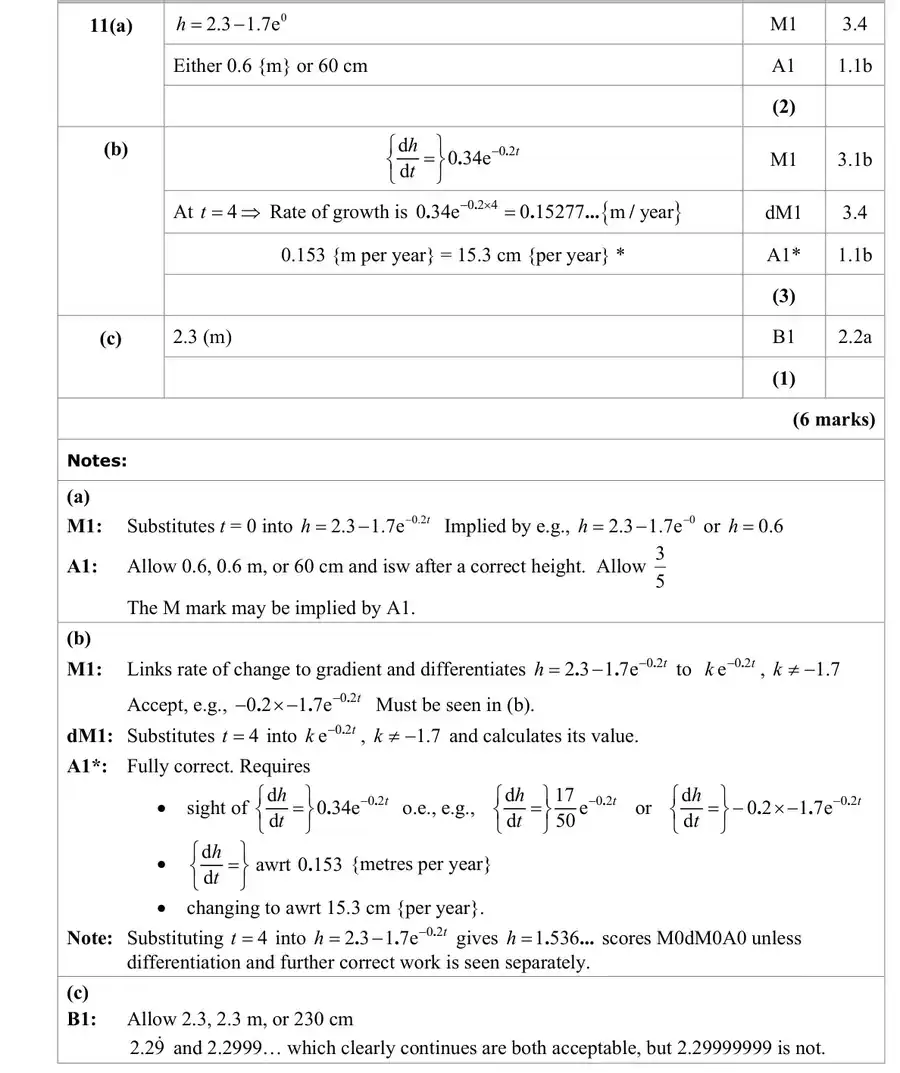 11(a) h = 2.3 − 1.7e⁰ M1 3.4
Either 0.6 {m} or 60 cm A1 1.1b
(2)
(b) {dh/dt =} 0.34e^(−0.2t) M1 3.1b
At t = 4 ⇒ Rate of growth is 0.34e^(−0.2×4) = 0.15277... {m / year} dM1 3.4
0.153 {m per year} = 15.3 cm {per year} * A1* 1.1b
(3)
(c) 2.3 (m) B1 2.2a
(1)
(6 marks)
Notes:
(a)
M1: Substitutes t = 0 into h = 2.3 − 1.7e^(−0.2t) Implied by e.g., h = 2.3 − 1.7e^(−0) or h = 0.6
A1: Allow 0.6, 0.6 m, or 60 cm and isw after a correct height. Allow 3/5
The M mark may be implied by A1.
(b)
M1: Links rate of change to gradient and differentiates h = 2.3 − 1.7e^(−0.2t) to k e^(−0.2t), k ≠ −1.7
Accept, e.g., −0.2 × −1.7e^(−0.2t) Must be seen in (b).
dM1: Substitutes t = 4 into k e^(−0.2t), k ≠ −1.7 and calculates its value.
A1*: Fully correct. Requires
• sight of {dh/dt =} 0.34e^(−0.2t) o.e., e.g., {dh/dt =} 17/50 e^(−0.2t) or {dh/dt =} −0.2 × −1.7e^(−0.2t)
• {dh/dt =} awrt 0.153 {metres per year}
• changing to awrt 15.3 cm {per year}.
Note: Substituting t = 4 into h = 2.3 − 1.7e^(−0.2t) gives h = 1.536... scores M0dM0A0 unless
differentiation and further correct work is seen separately.
(c)
B1: Allow 2.3, 2.3 m, or 230 cm
2.29̇ and 2.2999… which clearly continues are both acceptable, but 2.29999999 is not.